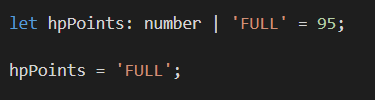 let hpPoints: number | 'FULL' = 95;
hpPoints = 'FULL';